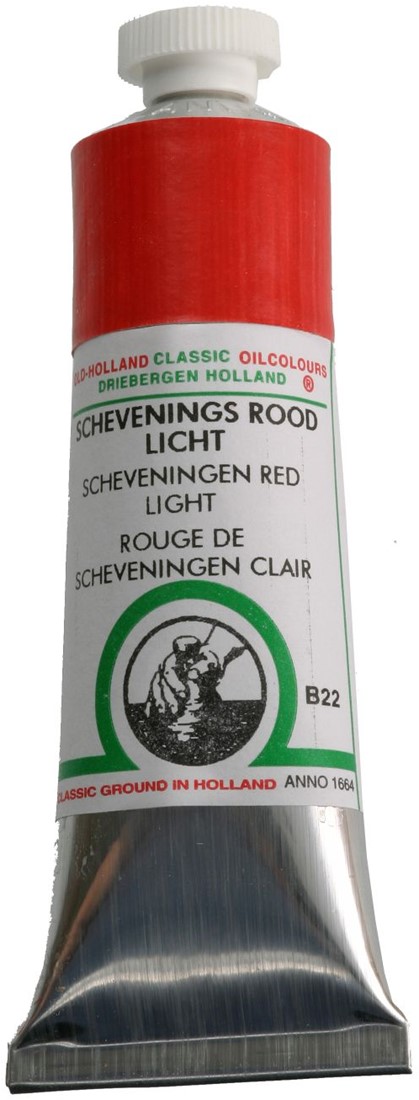 OLD-HOLLAND CLASSIC OILCOLOURS
DRIEBERGEN HOLLAND ®
SCHEVENINGS ROOD
LICHT
SCHEVENINGEN RED
LIGHT
ROUGE DE
SCHEVENINGEN CLAIR
B22
CLASSIC GROUND IN HOLLAND ANNO 1664